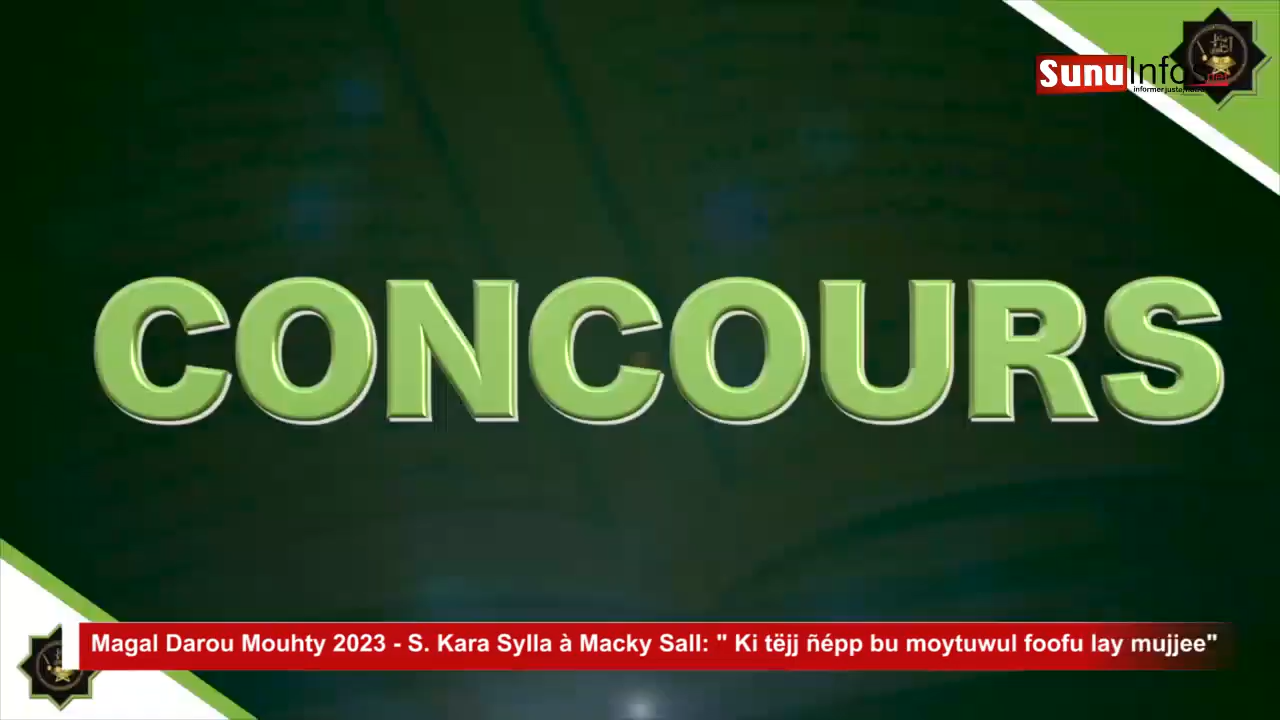 SunuInfo
CONCOURS
Magal Darou Mouhty 2023 - S. Kara Sylla à Macky Sall: " Ki tëjj ñépp bu moytuwul foofu lay mujjee"